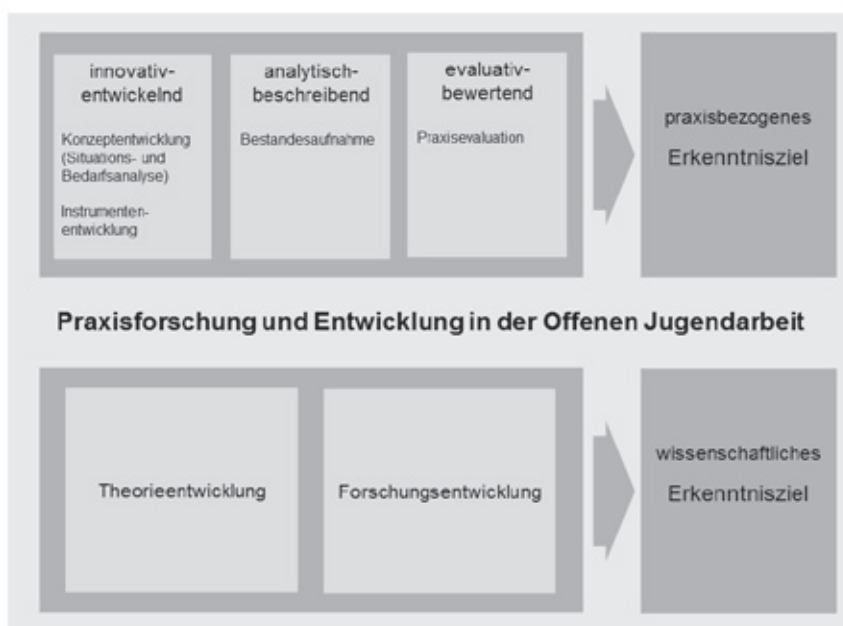 innovativ-
entwickelnd
Konzeptentwicklung
(Situations- und
Bedarfsanalyse)
Instrumenten-
entwicklung
analytisch-
beschreibend
Bestandesaufnahme
evaluativ-
bewertend
Praxisevaluation
praxisbezogenes
Erkenntnisziel
Praxisforschung und Entwicklung in der Offenen Jugendarbeit
Theorieentwicklung
Forschungsentwicklung
wissenschaftliches
Erkenntnisziel